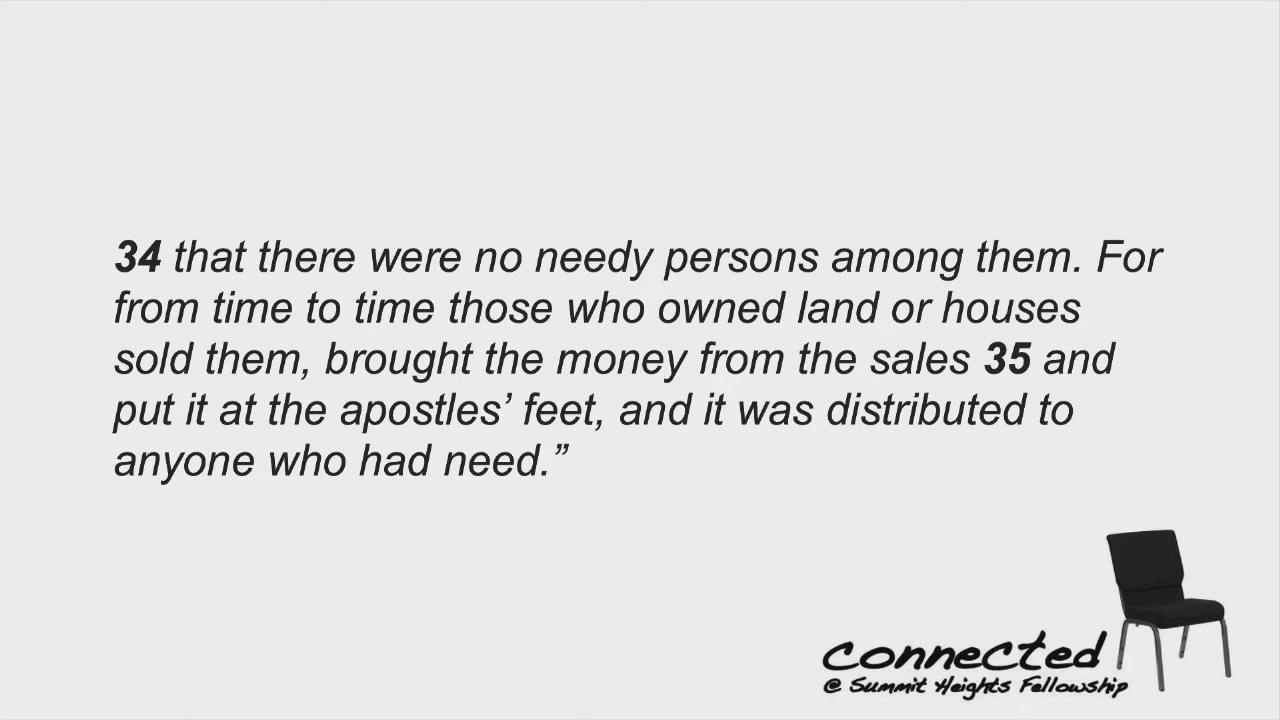 34 that there were no needy persons among them. For
from time to time those who owned land or houses
sold them, brought the money from the sales 35 and
put it at the apostles’ feet, and it was distributed to
anyone who had need.”
connected
@ Summit Heights Fellowship